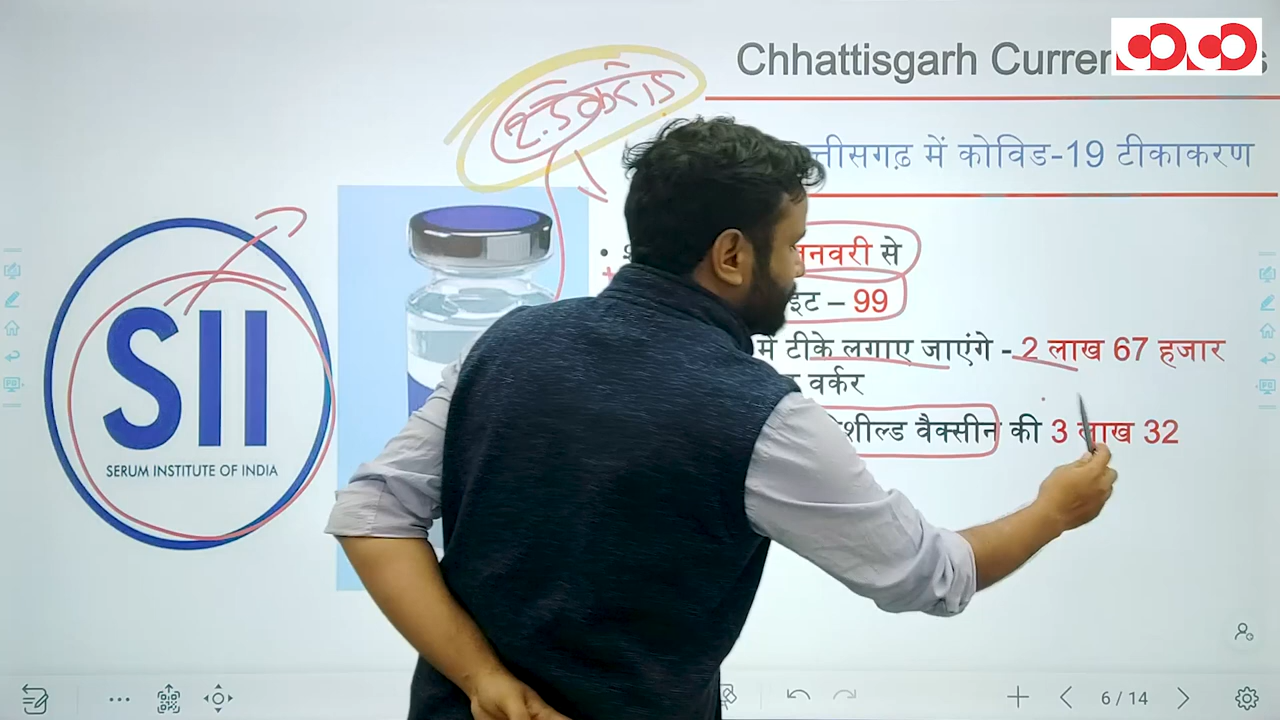 Chhattisgarh Curren
त्तीसगढ़ में कोविड-19 टीकाकरण
नवरी से
इट – 99
में टीके लगाए जाएंगे - 2 लाख 67 हजार
वर्कर
शील्ड वैक्सीन की 3 लाख 32
SII
SERUM INSTITUTE OF INDIA
6/14